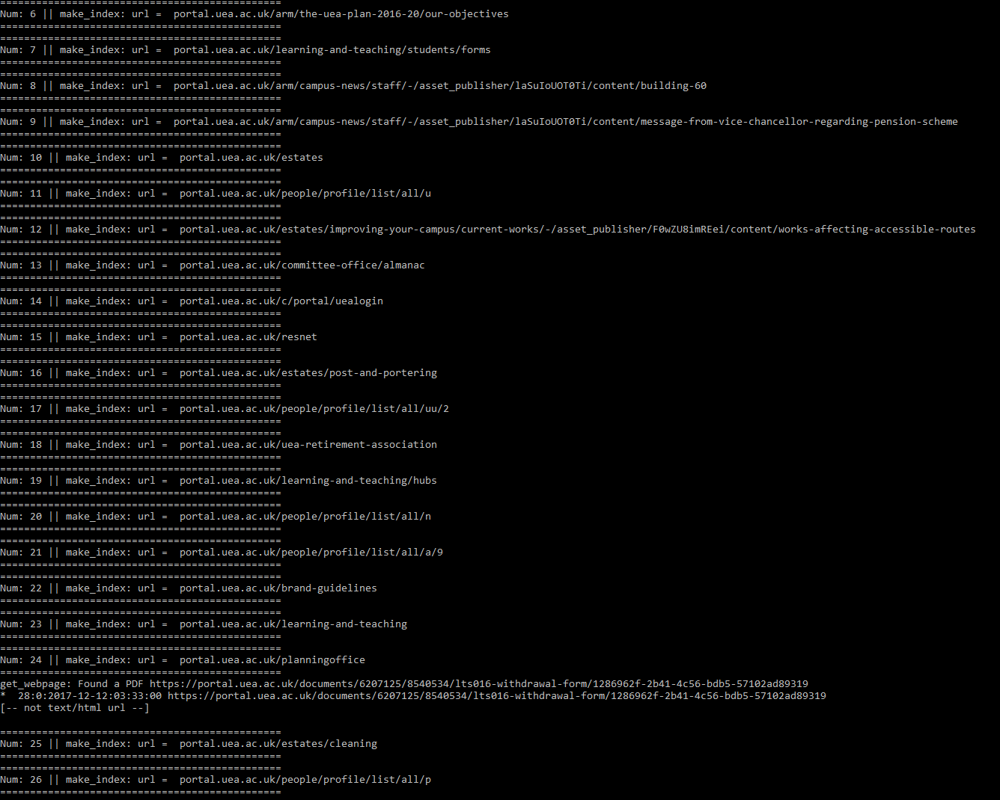 ===============================================
Num: 6 || make_index: url =  portal.uea.ac.uk/arm/the-uea-plan-2016-20/our-objectives
===============================================
===============================================
Num: 7 || make_index: url =  portal.uea.ac.uk/learning-and-teaching/students/forms
===============================================
===============================================
Num: 8 || make_index: url =  portal.uea.ac.uk/arm/campus-news/staff/-/asset_publisher/laSuIoUOT0Ti/content/building-60
===============================================
===============================================
Num: 9 || make_index: url =  portal.uea.ac.uk/arm/campus-news/staff/-/asset_publisher/laSuIoUOT0Ti/content/message-from-vice-chancellor-regarding-pension-scheme
===============================================
===============================================
Num: 10 || make_index: url =  portal.uea.ac.uk/estates
===============================================
===============================================
Num: 11 || make_index: url =  portal.uea.ac.uk/people/profile/list/all/u
===============================================
===============================================
Num: 12 || make_index: url =  portal.uea.ac.uk/estates/improving-your-campus/current-works/-/asset_publisher/F0wZU8imREei/content/works-affecting-accessible-routes
===============================================
===============================================
Num: 13 || make_index: url =  portal.uea.ac.uk/committee-office/almanac
===============================================
===============================================
Num: 14 || make_index: url =  portal.uea.ac.uk/c/portal/uealogin
===============================================
===============================================
Num: 15 || make_index: url =  portal.uea.ac.uk/resnet
===============================================
===============================================
Num: 16 || make_index: url =  portal.uea.ac.uk/estates/post-and-portering
===============================================
===============================================
Num: 17 || make_index: url =  portal.uea.ac.uk/people/profile/list/all/uu/2
===============================================
===============================================
Num: 18 || make_index: url =  portal.uea.ac.uk/uea-retirement-association
===============================================
===============================================
Num: 19 || make_index: url =  portal.uea.ac.uk/learning-and-teaching/hubs
===============================================
===============================================
Num: 20 || make_index: url =  portal.uea.ac.uk/people/profile/list/all/n
===============================================
===============================================
Num: 21 || make_index: url =  portal.uea.ac.uk/people/profile/list/all/a/9
===============================================
===============================================
Num: 22 || make_index: url =  portal.uea.ac.uk/brand-guidelines
===============================================
===============================================
Num: 23 || make_index: url =  portal.uea.ac.uk/learning-and-teaching
===============================================
===============================================
Num: 24 || make_index: url =  portal.uea.ac.uk/planningoffice
===============================================
get_webpage: Found a PDF https://portal.uea.ac.uk/documents/6207125/8540534/lts016-withdrawal-form/1286962f-2b41-4c56-bdb5-57102ad89319
*  28:0:2017-12-12:03:33:00 https://portal.uea.ac.uk/documents/6207125/8540534/lts016-withdrawal-form/1286962f-2b41-4c56-bdb5-57102ad89319
[-- not text/html url --]
===============================================
Num: 25 || make_index: url =  portal.uea.ac.uk/estates/cleaning
===============================================
===============================================
Num: 26 || make_index: url =  portal.uea.ac.uk/people/profile/list/all/p
===============================================